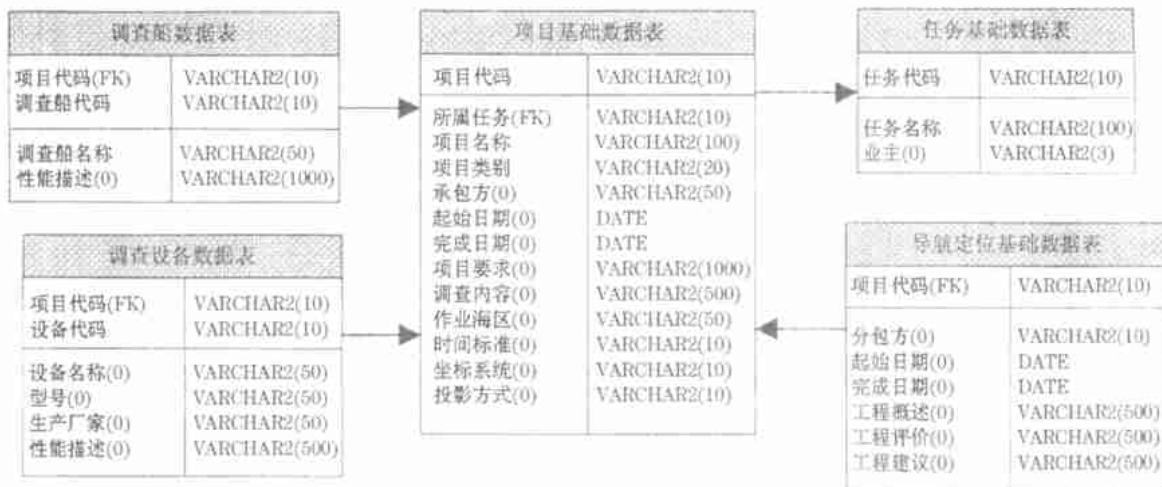 调查船数据表
项目代码(FK) VARCHAR2(10)
调查船代码 VARCHAR2(10)
调查船名称 VARCHAR2(50)
性能描述(0) VARCHAR2(1000)
调查设备数据表
项目代码(FK) VARCHAR2(10)
设备代码 VARCHAR2(10)
设备名称(0) VARCHAR2(50)
型号(0) VARCHAR2(50)
生产厂家(0) VARCHAR2(50)
性能描述(0) VARCHAR2(500)
项目基础数据表
项目代码 VARCHAR2(10)
所属任务(FK) VARCHAR2(10)
项目名称 VARCHAR2(100)
项目类别 VARCHAR2(20)
承包方(0) VARCHAR2(50)
起始日期(0) DATE
完成日期(0) DATE
项目要求(0) VARCHAR2(1000)
调查内容(0) VARCHAR2(500)
作业海区(0) VARCHAR2(50)
时间标准(0) VARCHAR2(10)
坐标系统(0) VARCHAR2(10)
投影方式(0) VARCHAR2(10)
任务基础数据表
任务代码 VARCHAR2(10)
任务名称 VARCHAR2(100)
业主(0) VARCHAR2(3)
导航定位基础数据表
项目代码(FK) VARCHAR2(10)
分包方(0) VARCHAR2(10)
起始日期(0) DATE
完成日期(0) DATE
工程概述(0) VARCHAR2(500)
工程评价(0) VARCHAR2(500)
工程建议(0) VARCHAR2(500)